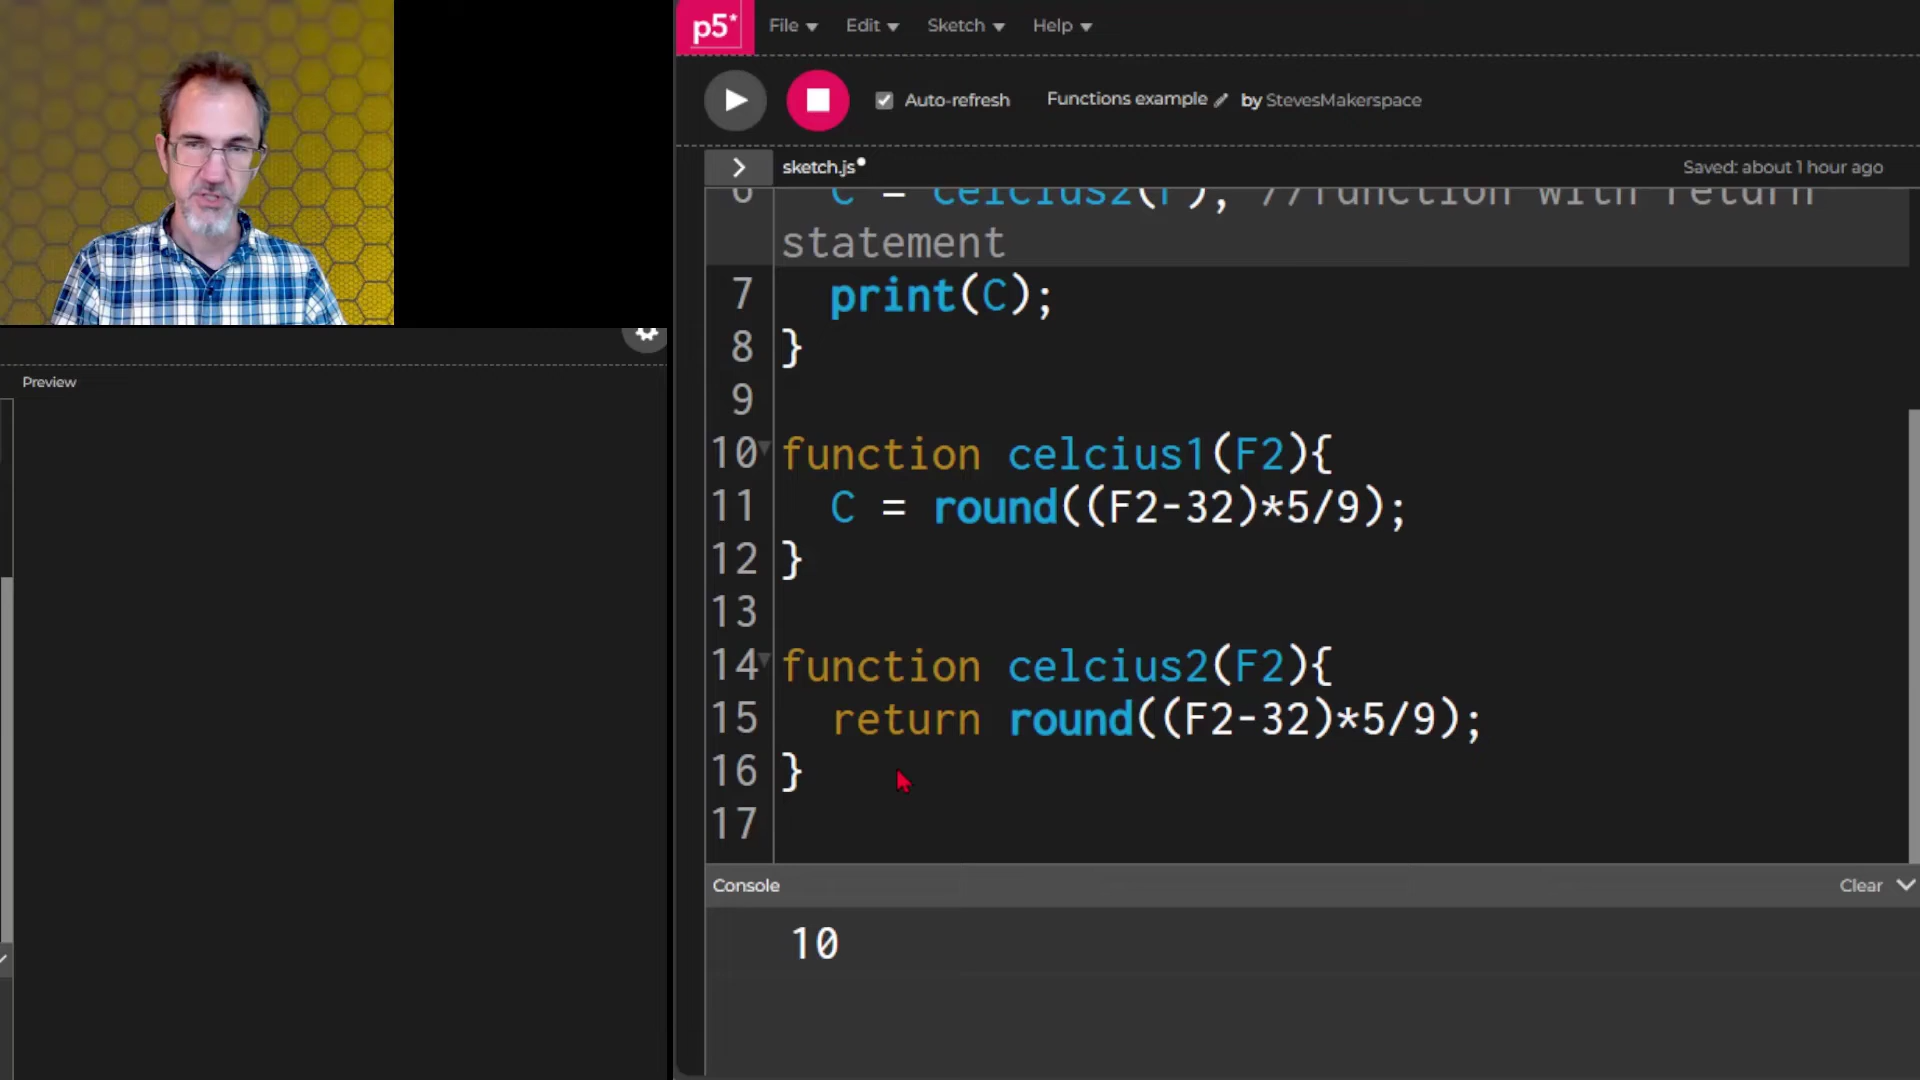 p5*
File Edit Sketch Help
Auto-refresh Functions example by StevesMakerspace
sketch.js
Saved: about 1 hour ago
Preview
6 C = celcius2(F); //function with return
statement
7 print(C);
8 }
9
10 function celcius1(F2){
11 C = round((F2-32)*5/9);
12 }
13
14 function celcius2(F2){
15 return round((F2-32)*5/9);
16 }
17
Console
Clear
10